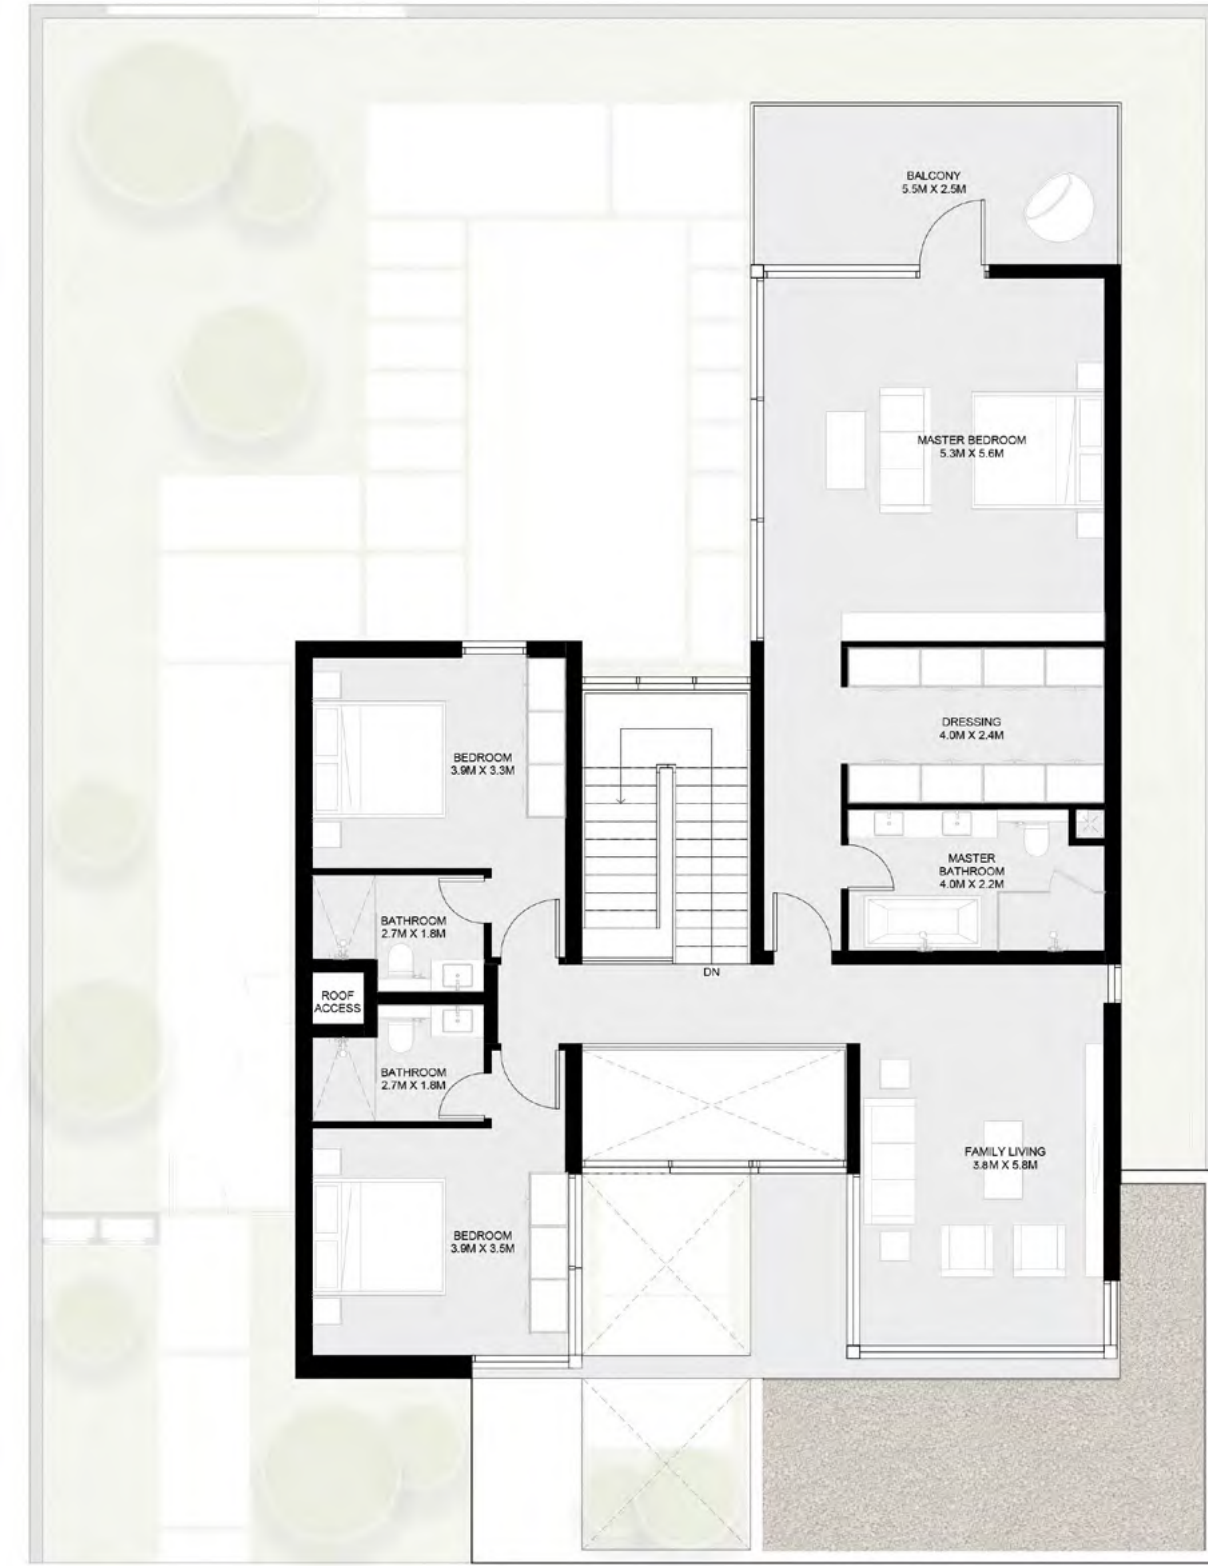 BALCONY
5.5M X 2.5M
MASTER BEDROOM
5.3M X 5.6M
DRESSING
4.0M X 2.4M
BEDROOM
3.9M X 3.3M
MASTER
BATHROOM
4.0M X 2.2M
BATHROOM
2.7M X 1.8M
DN
ROOF
ACCESS
BATHROOM
2.7M X 1.8M
FAMILY LIVING
3.8M X 5.8M
BEDROOM
3.9M X 3.5M